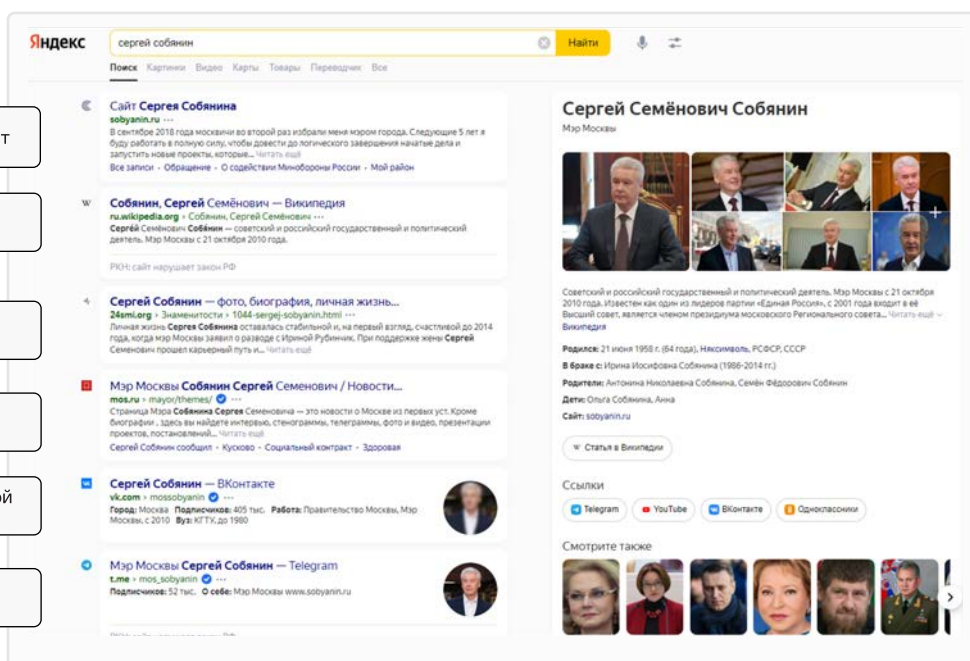 Яндекс
сергей собянин
Найти
Поиск Картинки Видео Карты Товары Переводчик Все
т
ой
Сайт Сергея Собянина
sobyanin.ru ···
В сентябре 2018 года москвичи во второй раз избрали меня мэром города. Следующие 5 лет я
буду работать в полную силу, чтобы довести до логического завершения начатые дела и
запустить новые проекты, которые... Читать ещё
Все записи · Обращение · О содействии Минобороны России · Мой район
Собянин, Сергей Семёнович — Википедия
ru.wikipedia.org › Собянин, Сергей Семёнович ···
Серге́й Семёнович Собя́нин — советский и российский государственный и политический
деятель. Мэр Москвы с 21 октября 2010 года.
РКН: сайт нарушает закон РФ
Сергей Собянин — фото, биография, личная жизнь...
24smi.org › Знаменитости › 1044-sergej-sobyanin.html ···
Личная жизнь Сергея Собянина оставалась стабильной и, на первый взгляд, счастливой до 2014
года, когда мэр Москвы заявил о разводе с Ириной Рубинчик. При поддержке жены Сергей
Семенович прошел карьерный путь и... Читать ещё
Мэр Москвы Собянин Сергей Семенович / Новости...
mos.ru › mayor/themes/ ···
Страница Мэра Собянина Сергея Семеновича — это новости о Москве из первых уст. Кроме
биографии , здесь вы найдете интервью, стенограммы, телеграммы, фото и видео, презентации
проектов, постановлений... Читать ещё
Сергей Собянин сообщил · Кусково · Социальный контракт · Здоровая
Сергей Собянин — ВКонтакте
vk.com › mossobyanin ···
Город: Москва Подписчиков: 405 тыс. Работа: Правительство Москвы, Мэр
Москвы, с 2010 Вуз: КГТУ, до 1980
Мэр Москвы Сергей Собянин — Telegram
t.me › mos_sobyanin ···
Подписчиков: 52 тыс. О себе: Мэр Москвы www.sobyanin.ru
Сергей Семёнович Собянин
Мэр Москвы
Советский и российский государственный и политический деятель. Мэр Москвы с 21 октября
2010 года. Известен как один из лидеров партии «Единая Россия», с 2001 года входит в её
Высший совет, является членом президиума московского Регионального совета... Читать ещё
Википедия
Родился: 21 июня 1958 г. (64 года), Няксимволь, РСФСР, СССР
В браке с: Ирина Иосифовна Собянина (1986-2014 гг.)
Родители: Антонина Николаевна Собянина, Семён Фёдорович Собянин
Дети: Ольга Собянина, Анна
Сайт: sobyanin.ru
W Статья в Википедии
Ссылки
Telegram YouTube ВКонтакте Одноклассники
Смотрите также